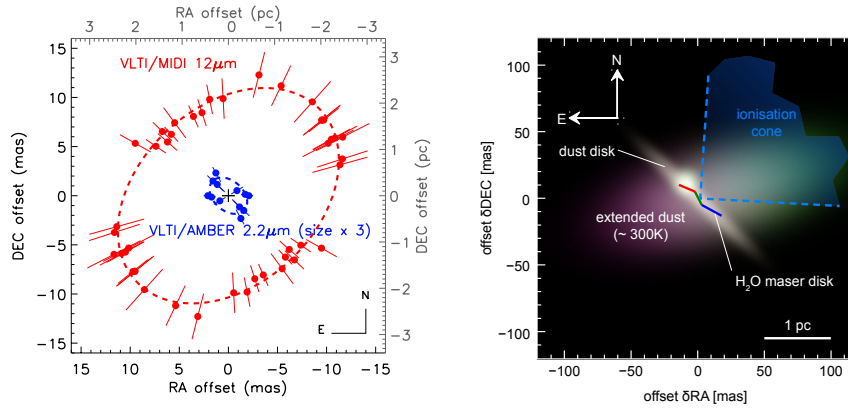 RA offset (pc)
3 2 1 0 -1 -2 -3
VLTI/MIDI 12μm
VLTI/AMBER 2.2μm (size x 3)
N
E
DEC offset (mas)
15
10
5
0
-5
-10
-15
DEC offset (pc)
3
2
1
0
-1
-2
-3
15 10 5 0 -5 -10 -15
RA offset (mas)
offset δDEC [mas]
100
50
0
-50
-100
N
E
ionisation
cone
dust disk
extended dust
(~ 300K)
H₂O maser disk
1 pc
-100 -50 0 50 100
offset δRA [mas]